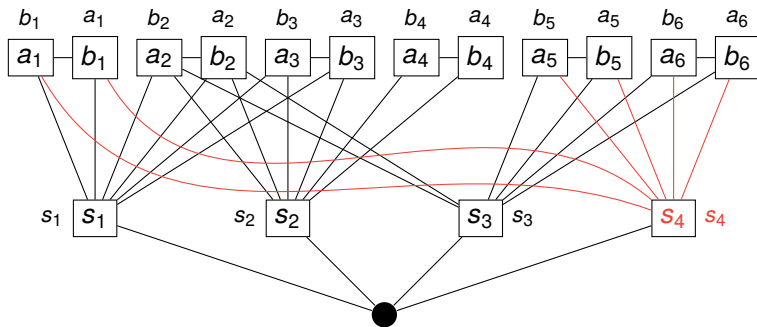 b1 a1 b2 a2 b3 a3 b4 a4 b5 a5 b6 a6
a1 b1 a2 b2 a3 b3 a4 b4 a5 b5 a6 b6
s1 s1 s2 s2 s3 s3 s4 s4